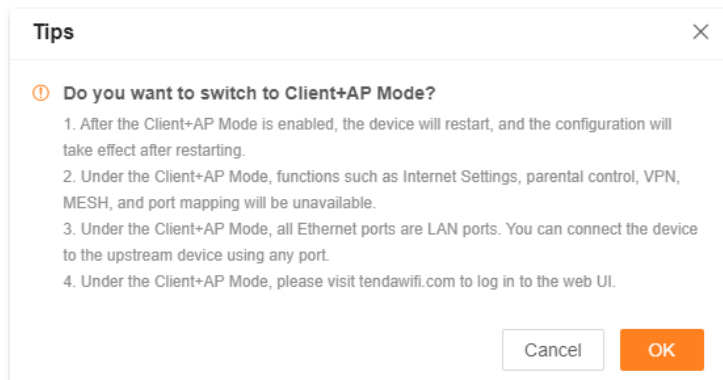 Tips
Do you want to switch to Client+AP Mode?
1. After the Client+AP Mode is enabled, the device will restart, and the configuration will
take effect after restarting.
2. Under the Client+AP Mode, functions such as Internet Settings, parental control, VPN,
MESH, and port mapping will be unavailable.
3. Under the Client+AP Mode, all Ethernet ports are LAN ports. You can connect the device
to the upstream device using any port.
4. Under the Client+AP Mode, please visit tendawifi.com to log in to the web UI.
Cancel
OK